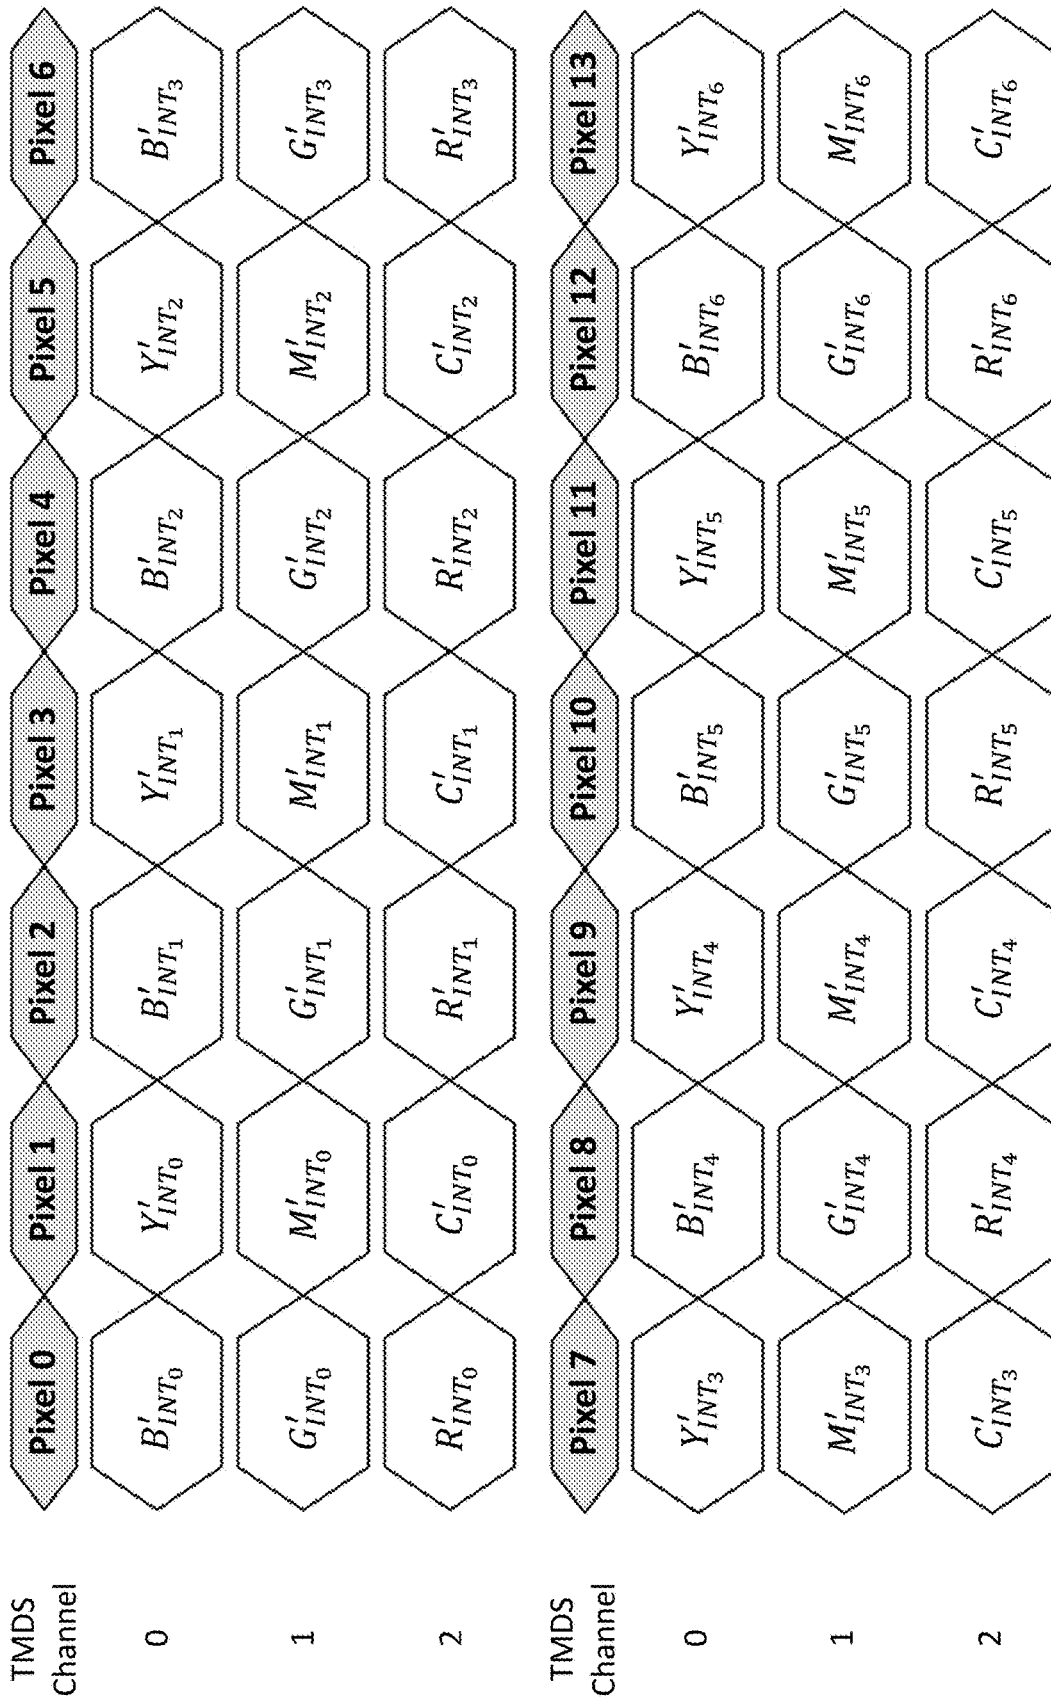 TMDS Channel Pixel 0 Pixel 1 Pixel 2 Pixel 3 Pixel 4 Pixel 5 Pixel 6
0 B'INT₀ Y'INT₀ B'INT₁ Y'INT₁ B'INT₂ Y'INT₂ B'INT₃
1 G'INT₀ M'INT₀ G'INT₁ M'INT₁ G'INT₂ M'INT₂ G'INT₃
2 R'INT₀ C'INT₀ R'INT₁ C'INT₁ R'INT₂ C'INT₂ R'INT₃
TMDS Channel Pixel 7 Pixel 8 Pixel 9 Pixel 10 Pixel 11 Pixel 12 Pixel 13
0 Y'INT₃ B'INT₄ Y'INT₄ B'INT₅ Y'INT₅ B'INT₆ Y'INT₆
1 M'INT₃ G'INT₄ M'INT₄ G'INT₅ M'INT₅ G'INT₆ M'INT₆
2 C'INT₃ R'INT₄ C'INT₄ R'INT₅ C'INT₅ R'INT₆ C'INT₆